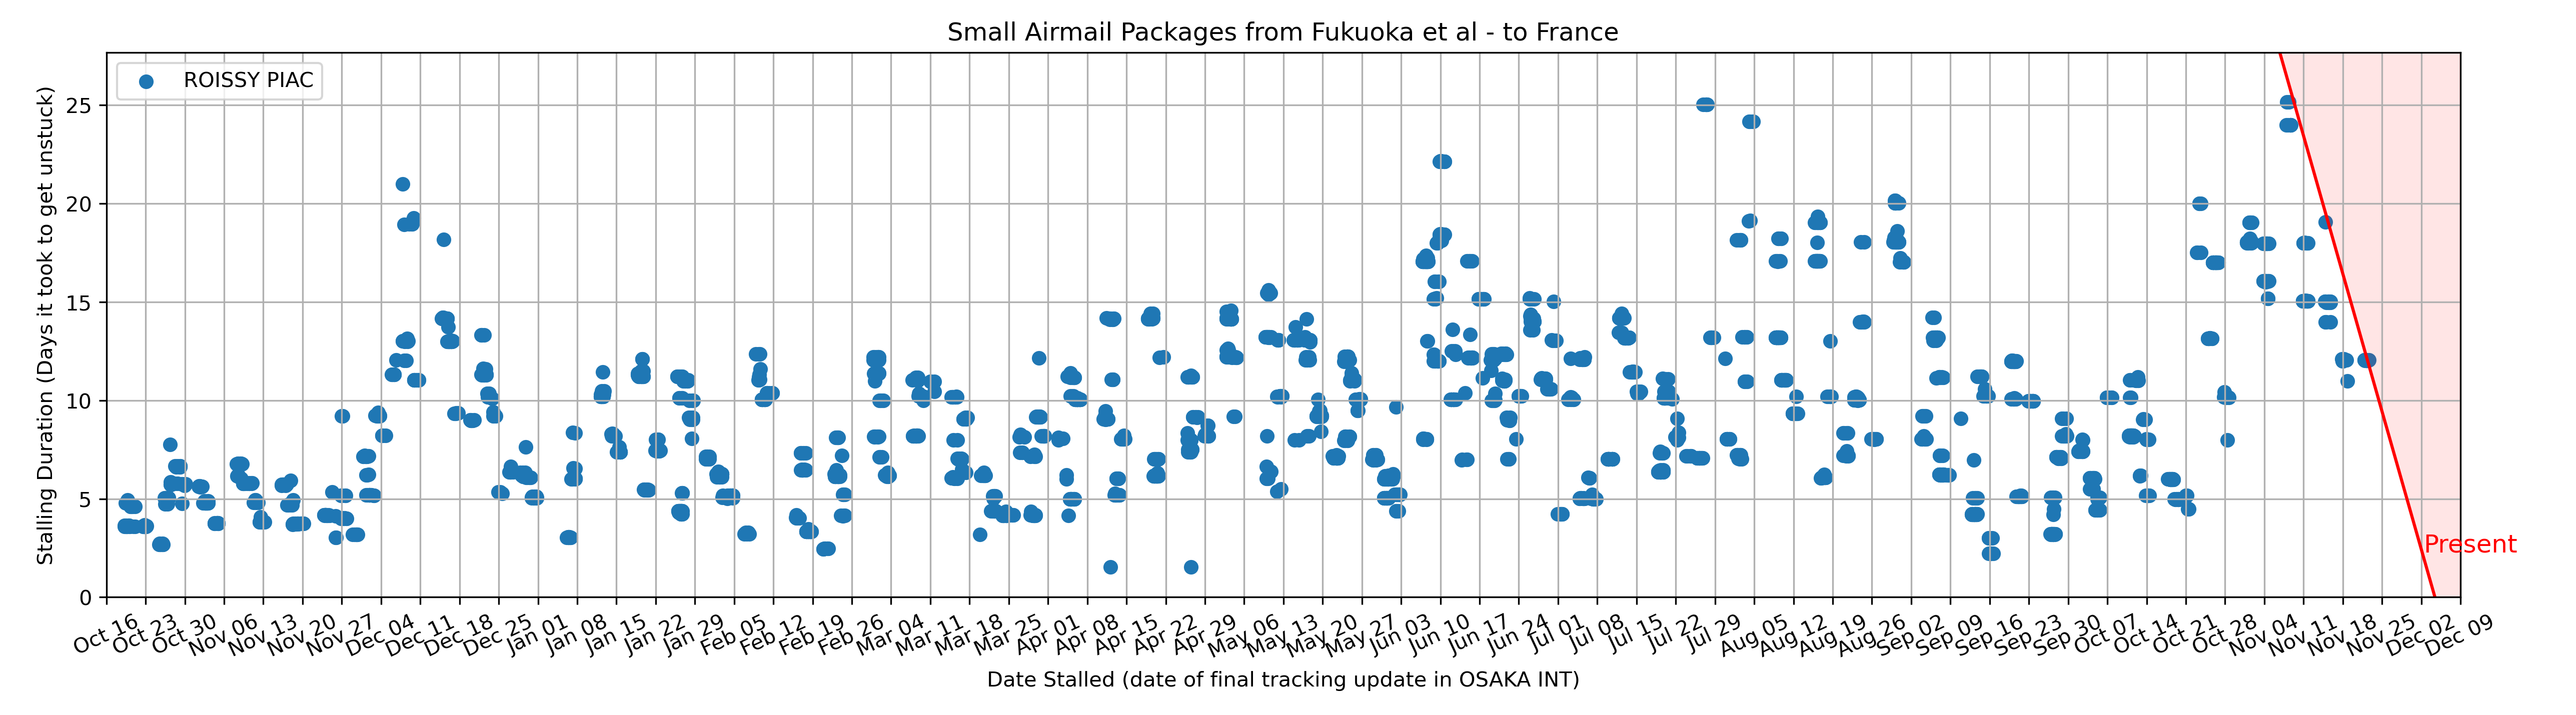 Small Airmail Packages from Fukuoka et al - to France
ROISSY PIAC
Stalling Duration (Days it took to get unstuck)
25
20
15
10
5
0
Present
Oct 16 Oct 23 Oct 30 Nov 06 Nov 13 Nov 20 Nov 27 Dec 04 Dec 11 Dec 18 Dec 25 Jan 01 Jan 08 Jan 15 Jan 22 Jan 29 Feb 05 Feb 12 Feb 19 Feb 26 Mar 04 Mar 11 Mar 18 Mar 25 Apr 01 Apr 08 Apr 15 Apr 22 Apr 29 May 06 May 13 May 20 May 27 Jun 03 Jun 10 Jun 17 Jun 24 Jul 01 Jul 08 Jul 15 Jul 22 Jul 29 Aug 05 Aug 12 Aug 19 Aug 26 Sep 02 Sep 09 Sep 16 Sep 23 Sep 30 Oct 07 Oct 14 Oct 21 Oct 28 Nov 04 Nov 11 Nov 18 Nov 25 Dec 02 Dec 09
Date Stalled (date of final tracking update in OSAKA INT)